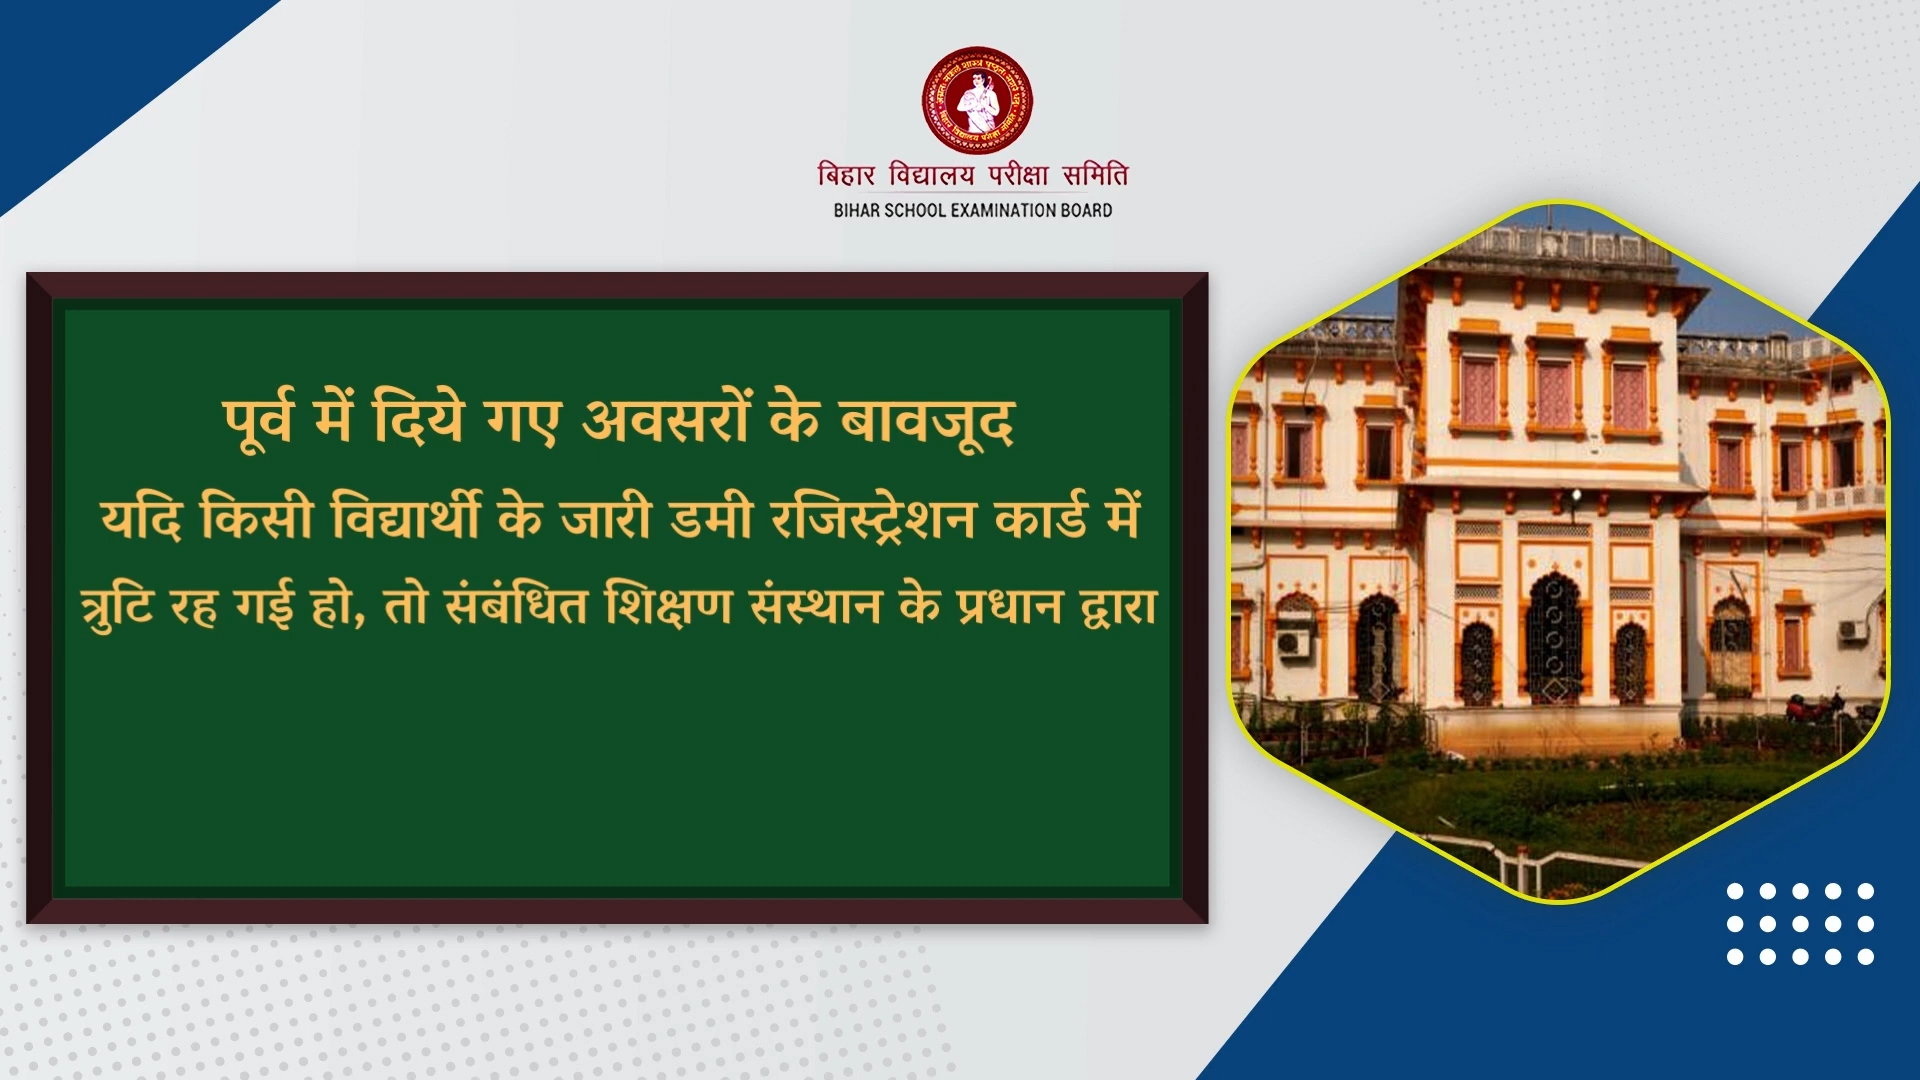 बिहार विद्यालय परीक्षा समिति
BIHAR SCHOOL EXAMINATION BOARD
पूर्व में दिये गए अवसरों के बावजूद
यदि किसी विद्यार्थी के जारी डमी रजिस्ट्रेशन कार्ड में
त्रुटि रह गई हो, तो संबंधित शिक्षण संस्थान के प्रधान द्वारा